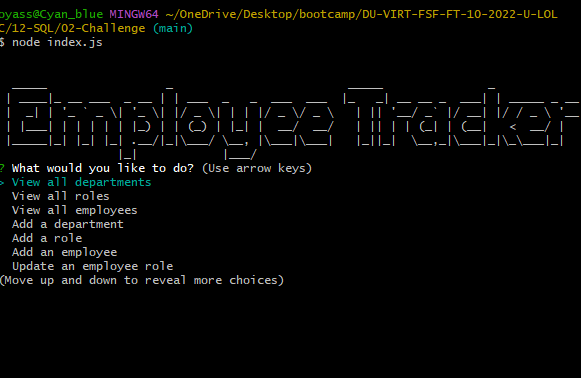 oyass@Cyan_blue MINGW64 ~/OneDrive/Desktop/bootcamp/DU-VIRT-FSF-FT-10-2022-U-LOL
C/12-SQL/02-Challenge (main)
$ node index.js
Employee Tracker
? What would you like to do? (Use arrow keys)
> View all departments
View all roles
View all employees
Add a department
Add a role
Add an employee
Update an employee role
(Move up and down to reveal more choices)